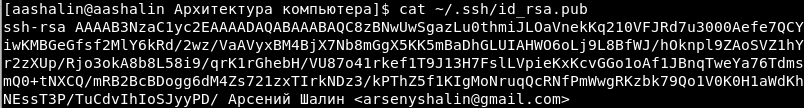 [aashalin@aashalin Архитектура компьютера]$ cat ~/.ssh/id_rsa.pub
ssh-rsa AAAAB3NzaC1yc2EAAAADAQABAAABAQC8zBNwUwSgazLu0thmiJLOaVnekKq210VFJRd7u3000Aefe7QCY
iwKMBGeGfsf2MlY6kRd/2wz/VaAVyxBM4BjX7Nb8mGgX5KK5mBaDhGLUIAHWO6oLj9L8BfWJ/hOknpl9ZAoSVZ1hY
r2zXUp/Rjo3okA8b8L58i9/qrK1rGhebH/VU87o41rkef1T9J13H7FslLVpieKxKcvGGo1oAf1JBnqTweYa76Tdms
mQ0+tNXCQ/mRB2BcBDogg6dM4Zs721zxTIrkNDz3/kPThZ5f1KIgMoNruqQcRNfPmWwgRKzbk79Qo1V0K0H1aWdKh
NEssT3P/TuCdvIhIoSJyyPD/ Арсений Шалин <arsenyshalin@gmail.com>